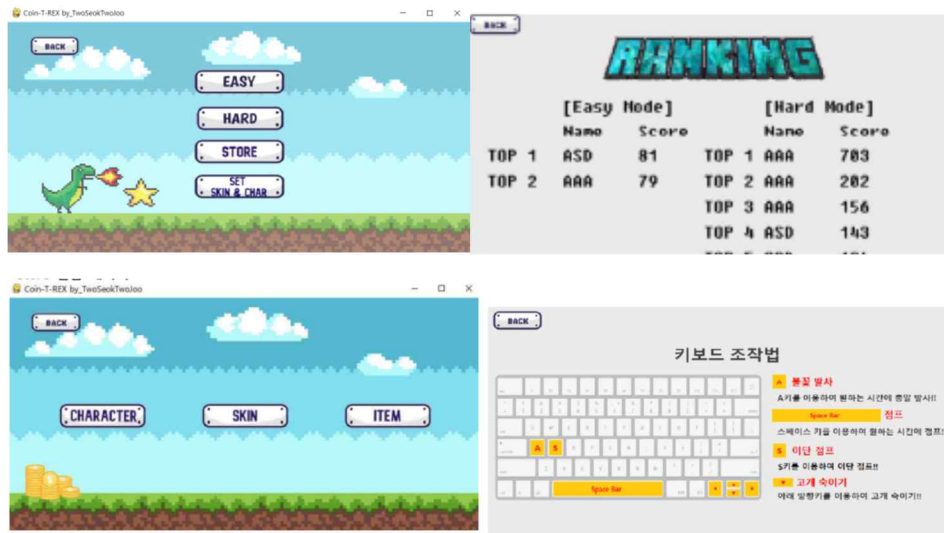 Coin-T-REX by_TwoSeokTwoJoo
BACK
EASY
HARD
STORE
SET
SKIN & CHAR
BACK
RANKING
[Easy Mode] [Hard Mode]
Name Score Name Score
TOP 1 ASD 81 TOP 1 AAA 703
TOP 2 AAA 79 TOP 2 AAA 202
TOP 3 AAA 156
TOP 4 ASD 143
Coin-T-REX by_TwoSeokTwoJoo
BACK
CHARACTER SKIN ITEM
BACK
키보드 조작법
A 불꽃 발사
A키를 이용하여 원하는 시간에 총알 발사!!
Space Bar 점프
스페이스 키를 이용하여 원하는 시간에 점프!
S 이단 점프
S키를 이용하여 이단 점프!!
고개 숙이기
아래 방향키를 이용하여 고개 숙이기!!
A S
Space Bar